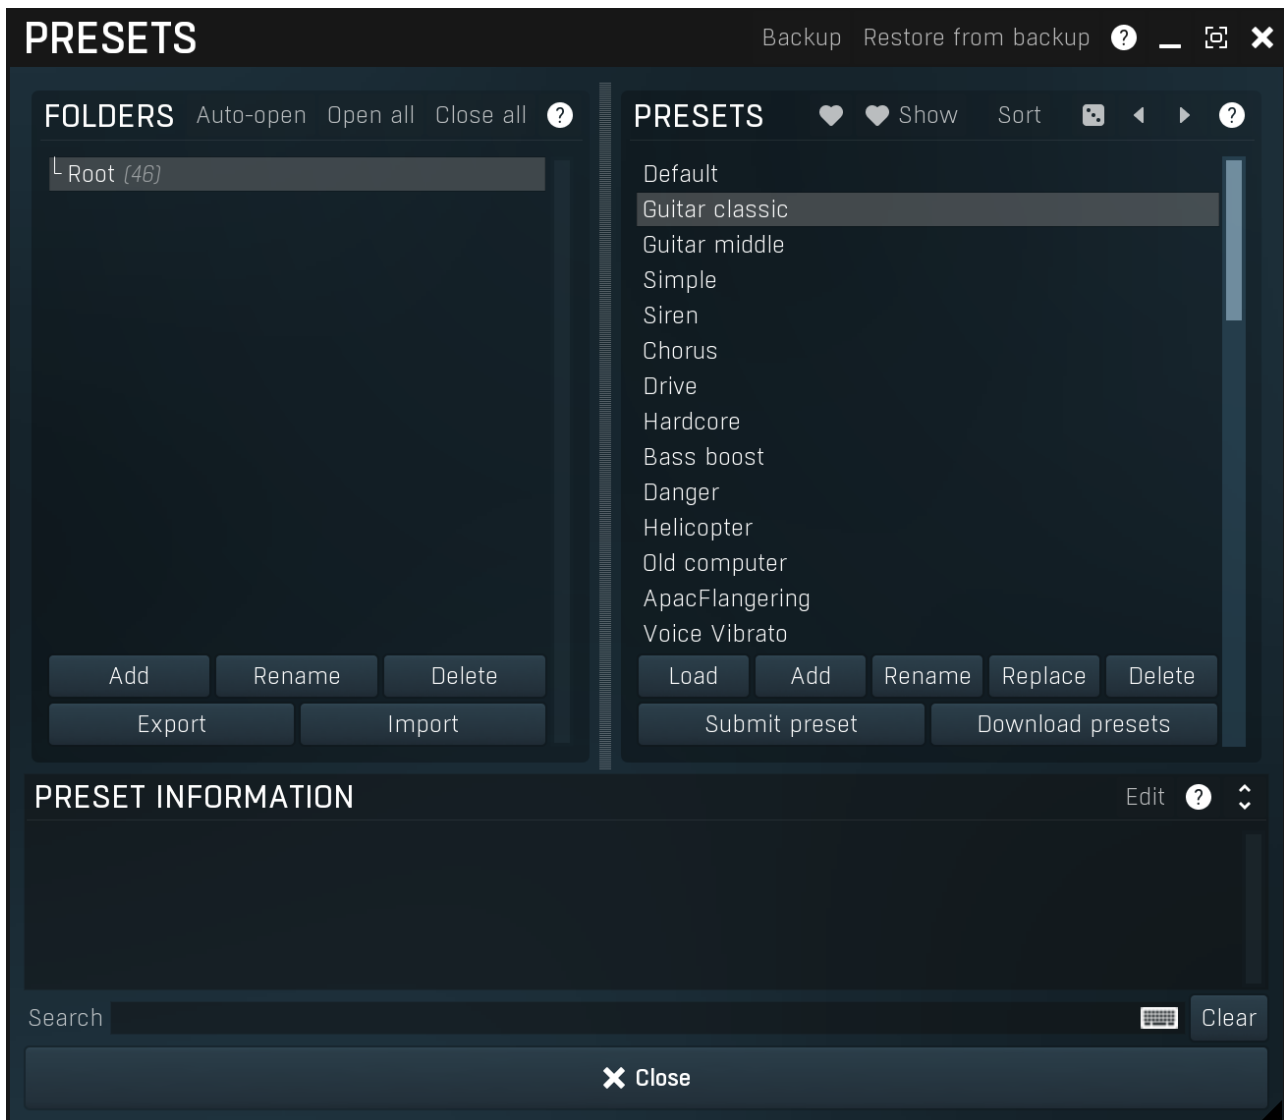 PRESETS Backup Restore from backup ?
FOLDERS Auto-open Open all Close all ?
Root (46)
PRESETS Show Sort ?
Default
Guitar classic
Guitar middle
Simple
Siren
Chorus
Drive
Hardcore
Bass boost
Danger
Helicopter
Old computer
ApacFlangering
Voice Vibrato
Add Rename Delete
Export Import
Load Add Rename Replace Delete
Submit preset Download presets
PRESET INFORMATION Edit ?
Search Clear
Close